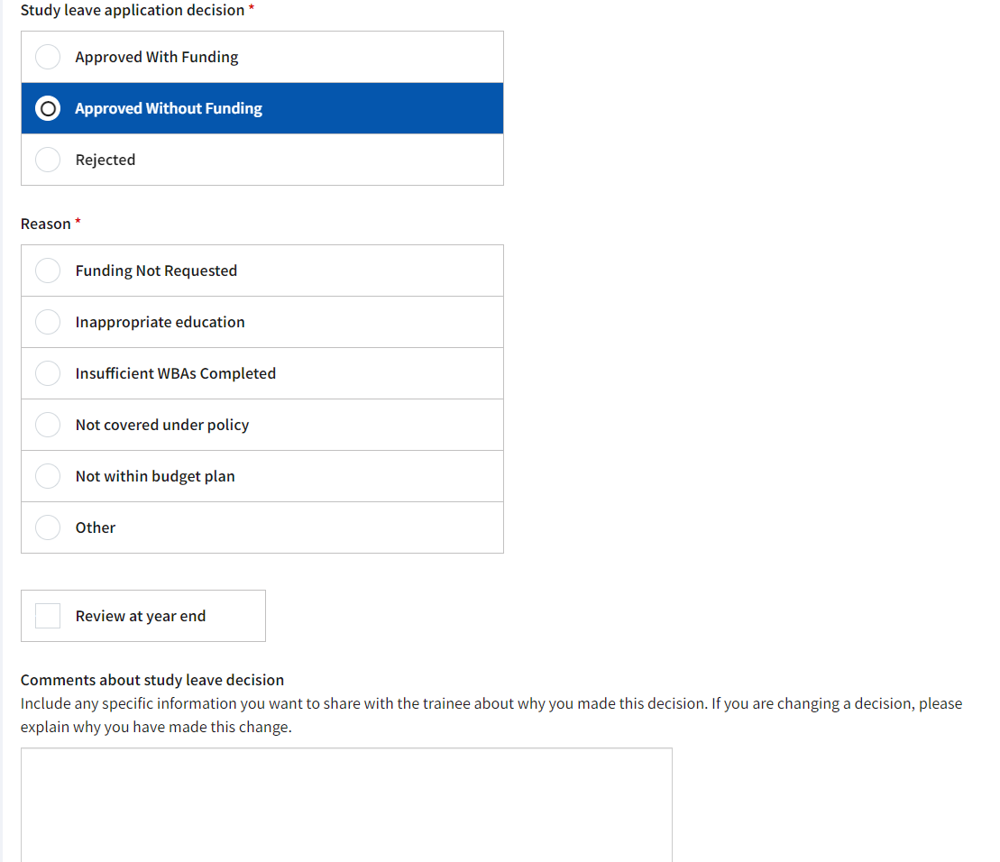 Study leave application decision *
Approved With Funding
Approved Without Funding
Rejected
Reason *
Funding Not Requested
Inappropriate education
Insufficient WBAs Completed
Not covered under policy
Not within budget plan
Other
Review at year end
Comments about study leave decision
Include any specific information you want to share with the trainee about why you made this decision. If you are changing a decision, please
explain why you have made this change.